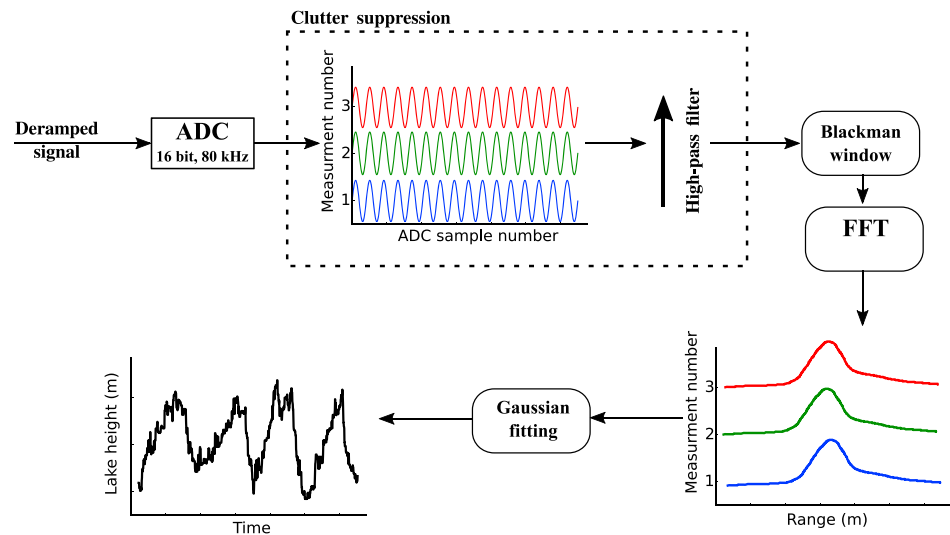 Clutter suppression
Deramped
signal
ADC
16 bit, 80 kHz
Measurment number
3
2
1
ADC sample number
High-pass filter
Blackman
window
FFT
Measurment number
3
2
1
Range (m)
Gaussian
fitting
Lake height (m)
Time